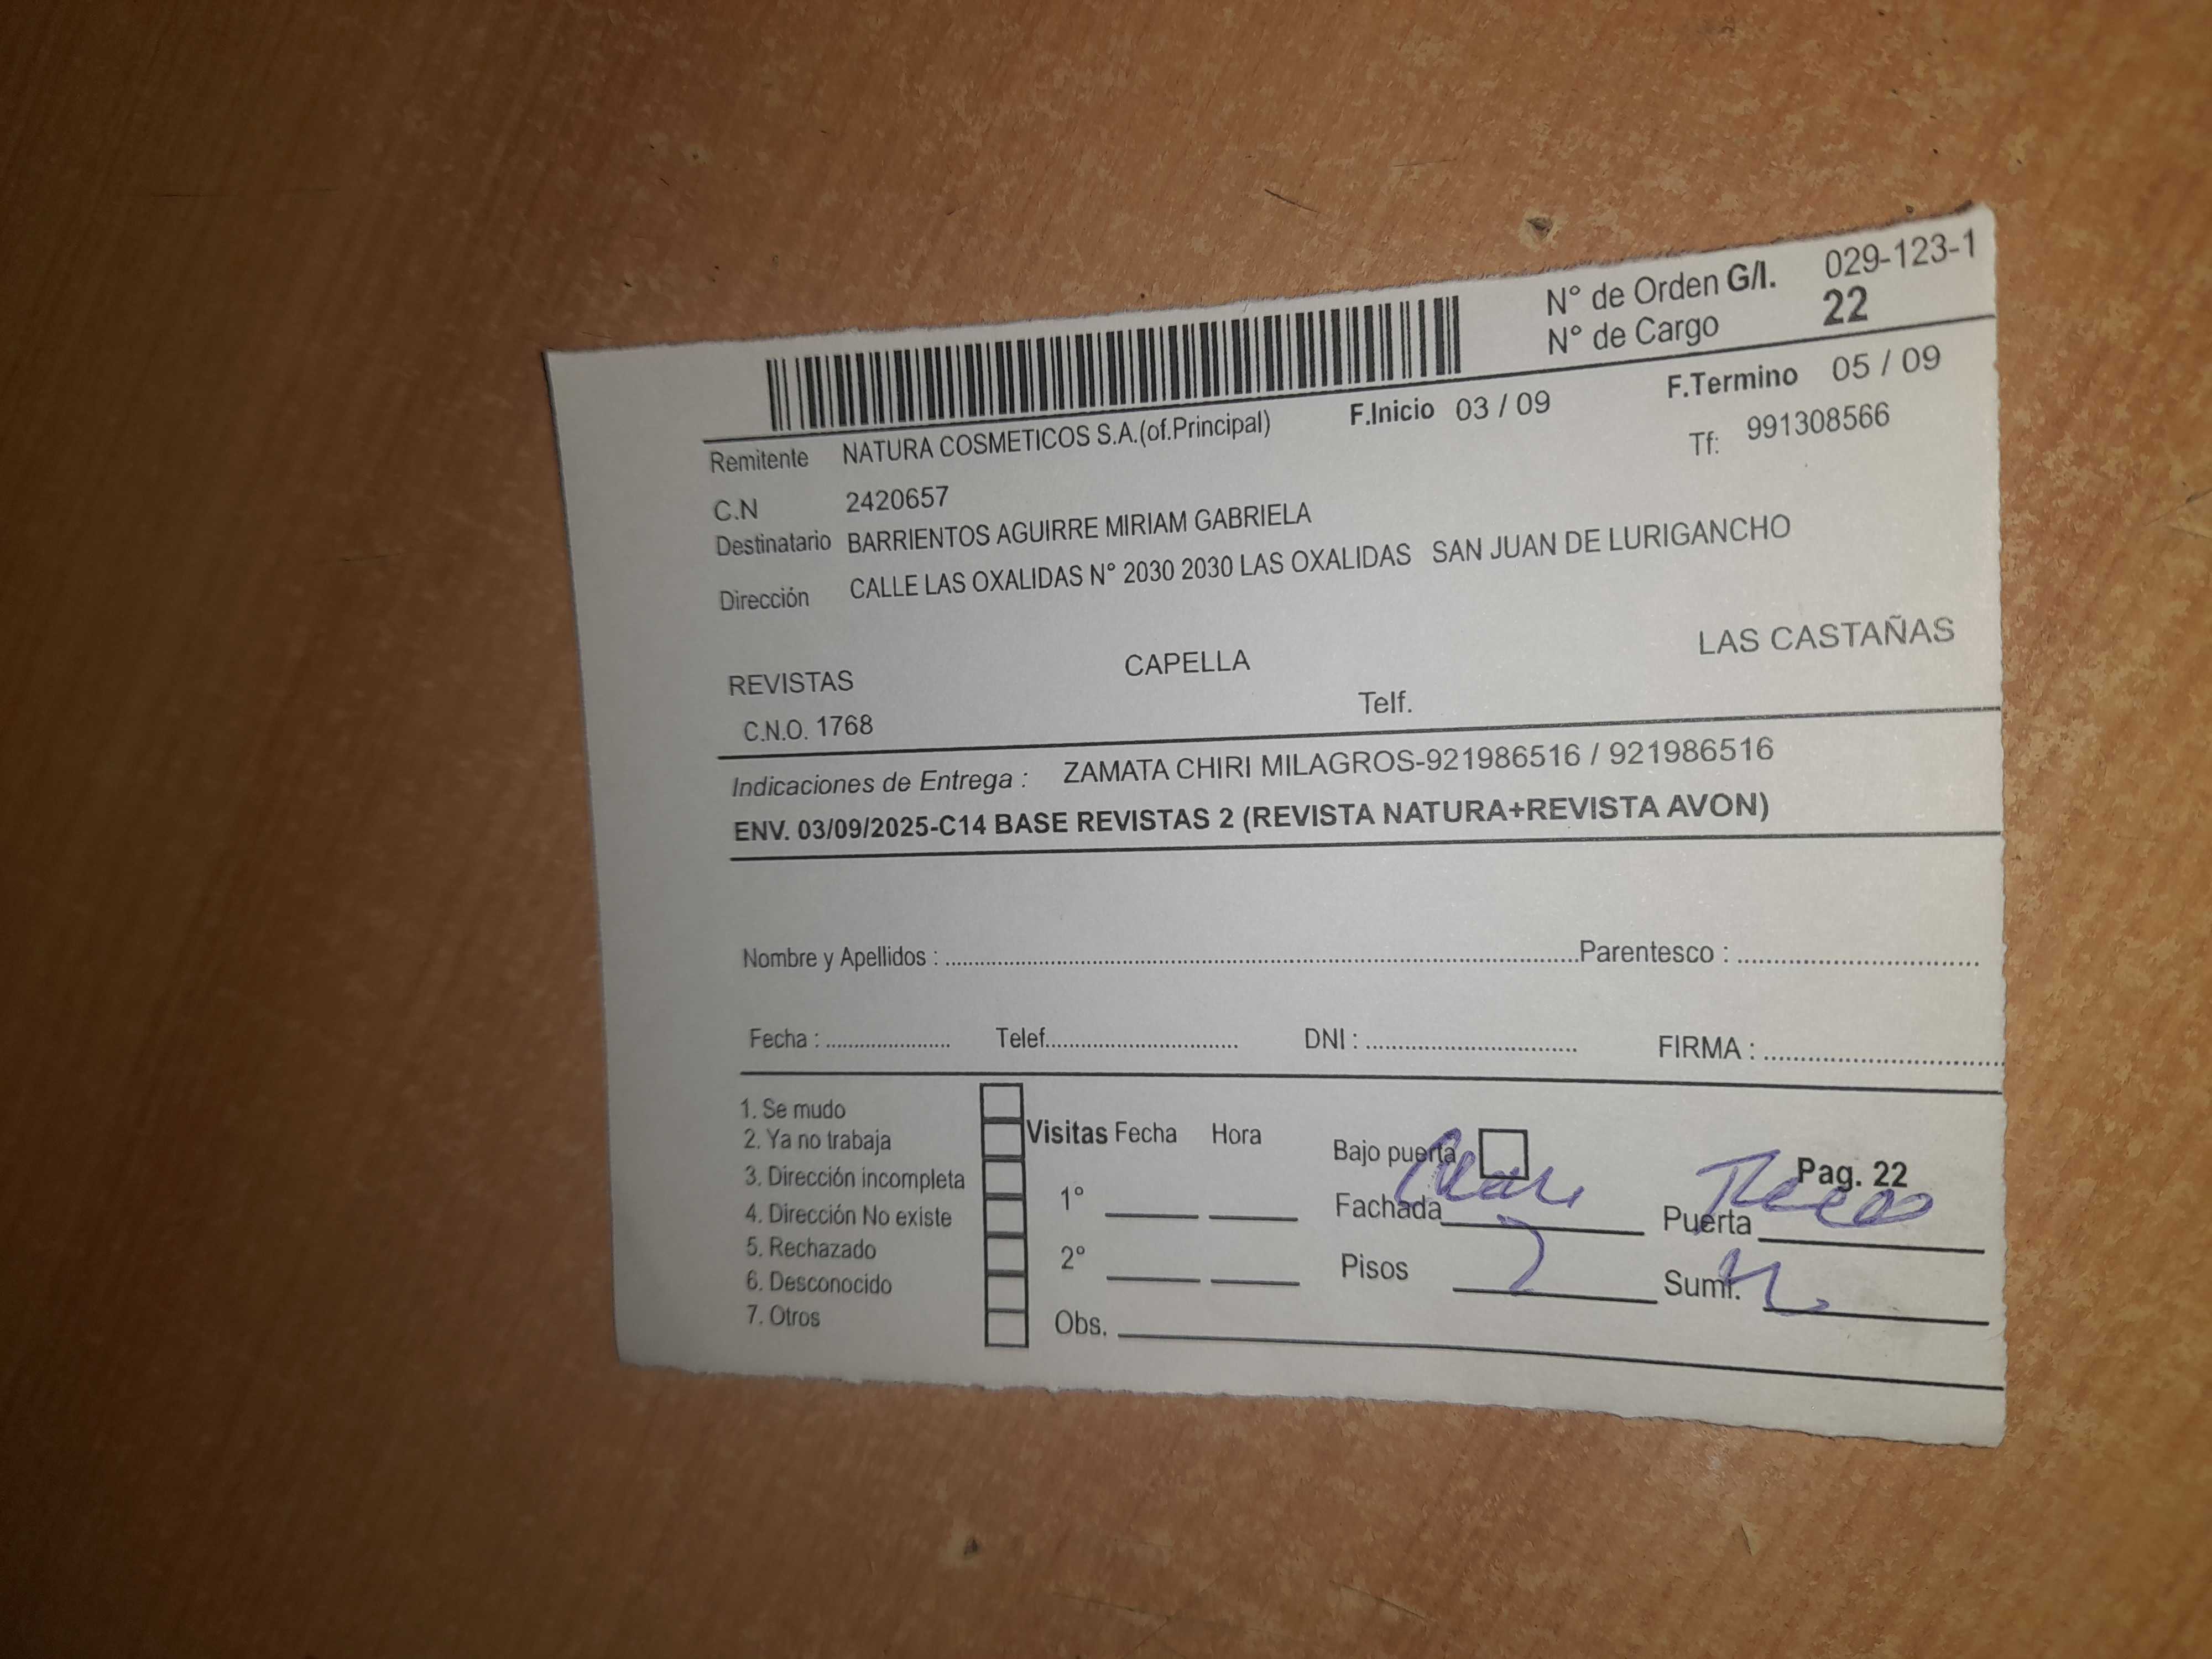 N° de Orden G/I. 029-123-1
N° de Cargo 22
F.Inicio 03 / 09 F.Termino 05 / 09
Remitente NATURA COSMETICOS S.A.(of.Principal) Tf: 991308566
C.N 2420657
Destinatario BARRIENTOS AGUIRRE MIRIAM GABRIELA
Dirección CALLE LAS OXALIDAS N° 2030 2030 LAS OXALIDAS SAN JUAN DE LURIGANCHO
REVISTAS CAPELLA LAS CASTAÑAS
C.N.O. 1768 Telf.
Indicaciones de Entrega : ZAMATA CHIRI MILAGROS-921986516 / 921986516
ENV. 03/09/2025-C14 BASE REVISTAS 2 (REVISTA NATURA+REVISTA AVON)
Nombre y Apellidos : Parentesco :
Fecha : Telef. DNI : FIRMA :
1. Se mudo
2. Ya no trabaja
3. Dirección incompleta
4. Dirección No existe
5. Rechazado
6. Desconocido
7. Otros
Visitas Fecha Hora
1°
2°
Obs.
Bajo puerta Pag. 22
Fachada Puerta
Pisos 2 Sumi.